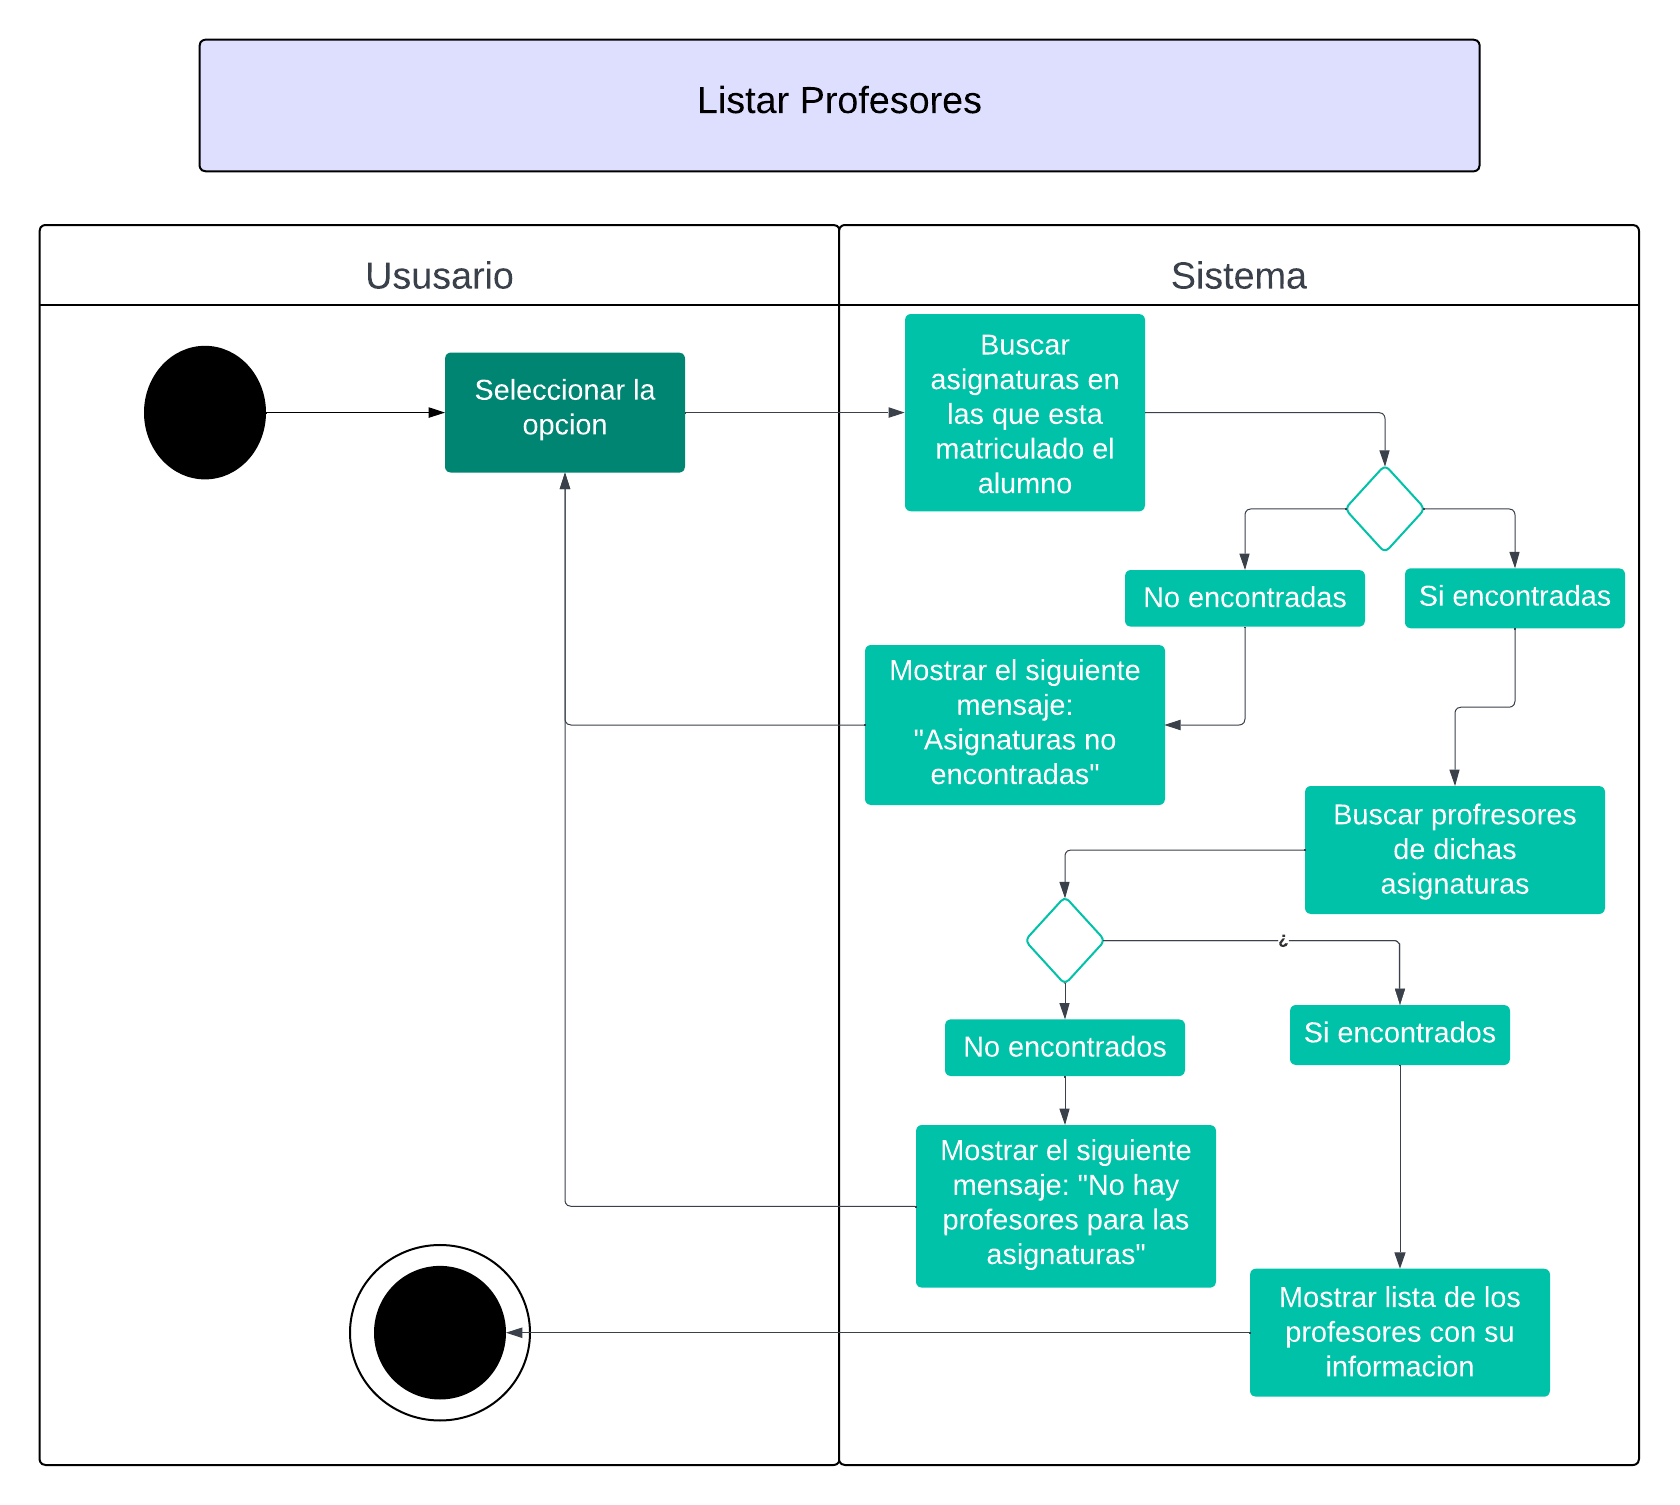 Listar Profesores
Ususario
Sistema
Seleccionar la
opcion
Buscar
asignaturas en
las que esta
matriculado el
alumno
No encontradas
Si encontradas
Mostrar el siguiente
mensaje:
"Asignaturas no
encontradas"
Buscar profresores
de dichas
asignaturas
¿
No encontrados
Si encontrados
Mostrar el siguiente
mensaje: "No hay
profesores para las
asignaturas"
Mostrar lista de los
profesores con su
informacion